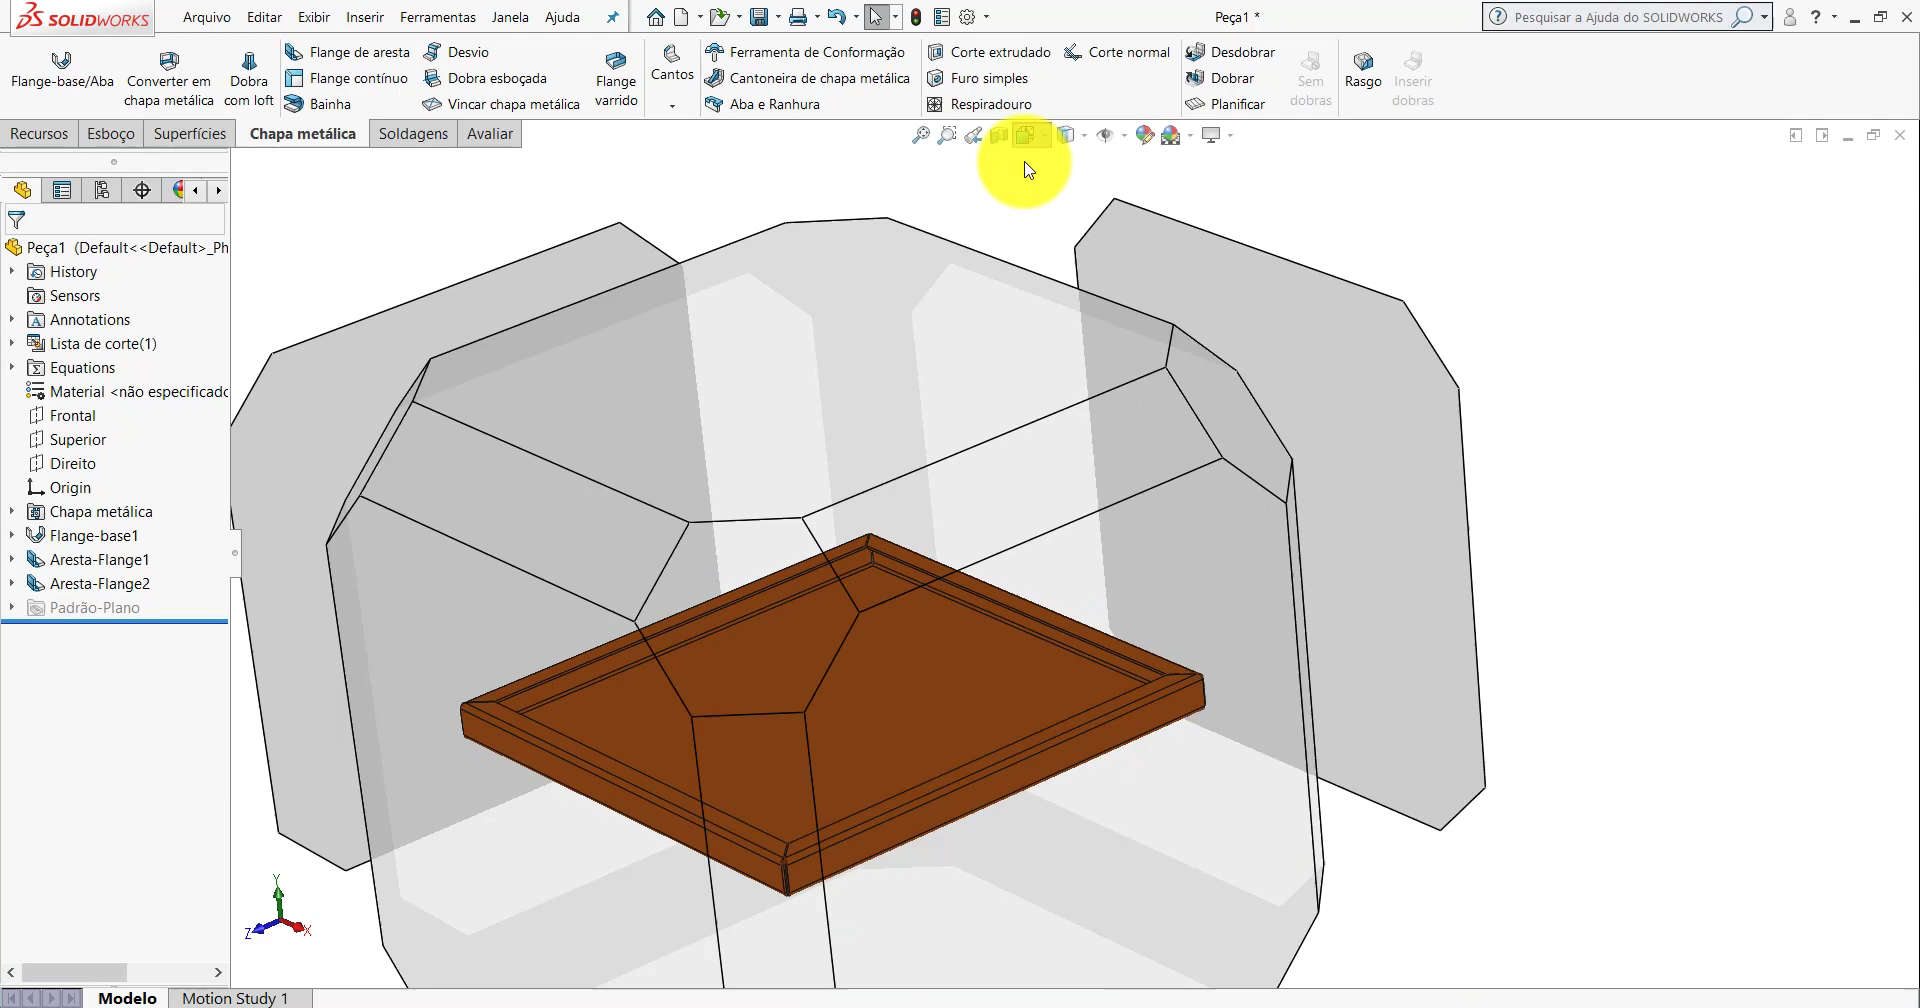 SOLIDWORKS
Arquivo Editar Exibir Inserir Ferramentas Janela Ajuda
Peça1 *
Pesquisar a Ajuda do SOLIDWORKS
Flange-base/Aba
Converter em
chapa metálica
Dobra
com loft
Flange de aresta
Flange contínuo
Bainha
Desvio
Dobra esboçada
Vincar chapa metálica
Flange
varrido
Cantos
Ferramenta de Conformação
Cantoneira de chapa metálica
Aba e Ranhura
Corte extrudado
Furo simples
Respiradouro
Corte normal
Desdobrar
Dobrar
Planificar
Sem
dobras
Rasgo
Inserir
dobras
Recursos Esboço Superfícies Chapa metálica Soldagens Avaliar
Peça1 (Default<<Default>_Ph
History
Sensors
Annotations
Lista de corte(1)
Equations
Material <não especificado
Frontal
Superior
Direito
Origin
Chapa metálica
Flange-base1
Aresta-Flange1
Aresta-Flange2
Padrão-Plano
Y
Z
X
Modelo Motion Study 1